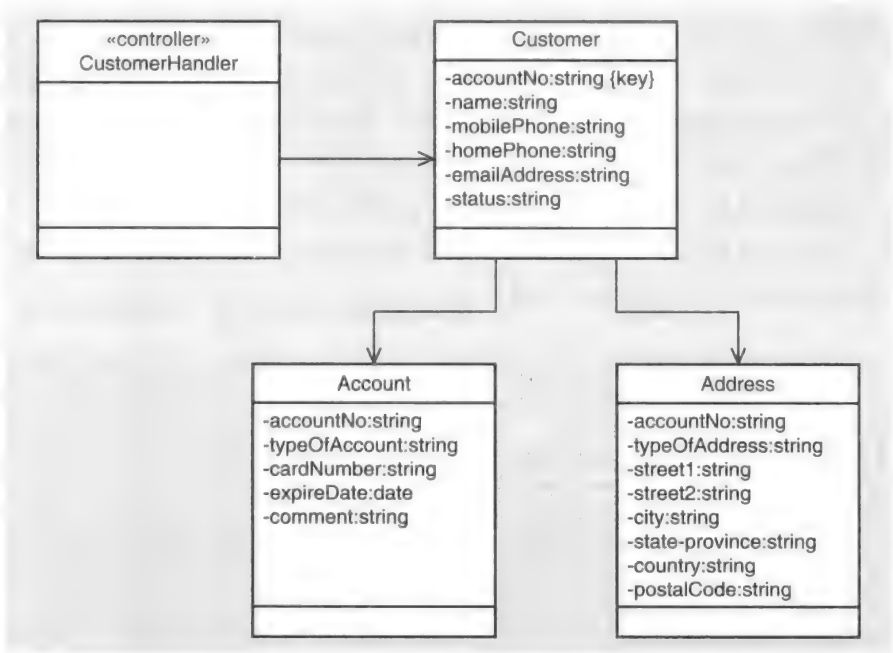 «controller»
CustomerHandler
Customer
-accountNo:string {key}
-name:string
-mobilePhone:string
-homePhone:string
-emailAddress:string
-status:string
Account
-accountNo:string
-typeOfAccount:string
-cardNumber:string
-expireDate:date
-comment:string
Address
-accountNo:string
-typeOfAddress:string
-street1:string
-street2:string
-city:string
-state-province:string
-country:string
-postalCode:string